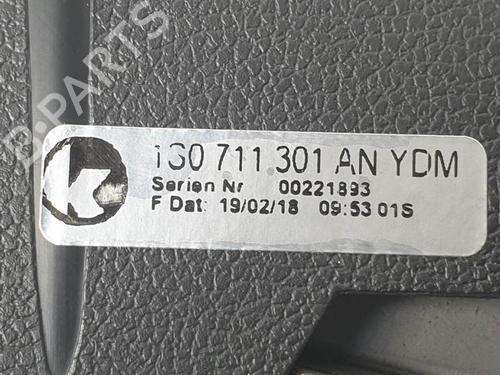 B-PARTS
K
1S0 711 301 AN YDM
Serien Nr 00221893
F Dat: 19/02/18 09:53 01S